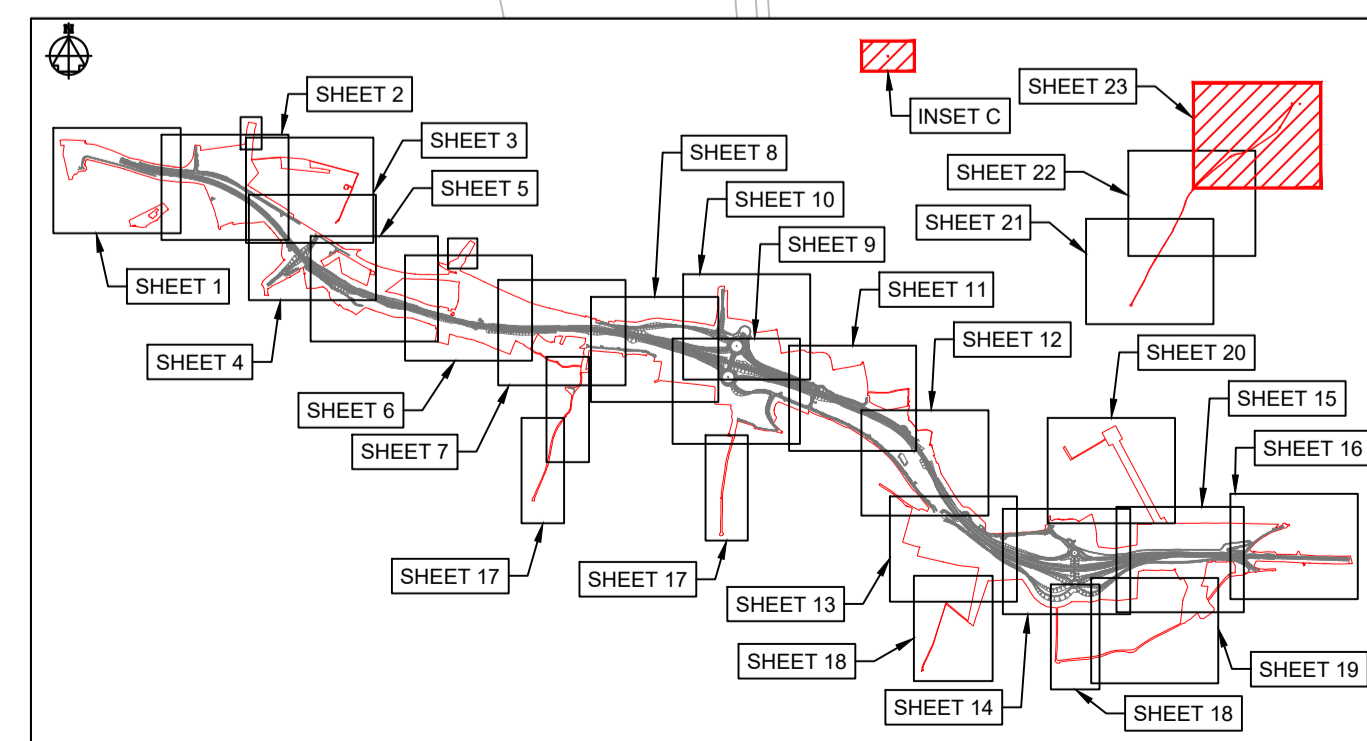 N
SHEET 2
SHEET 23
INSET C
SHEET 3
SHEET 8
SHEET 22
SHEET 5
SHEET 10
SHEET 21
SHEET 9
SHEET 1
SHEET 11
SHEET 12
SHEET 4
SHEET 20
SHEET 15
SHEET 6
SHEET 7
SHEET 16
SHEET 17
SHEET 17
SHEET 13
SHEET 18
SHEET 19
SHEET 14
SHEET 18